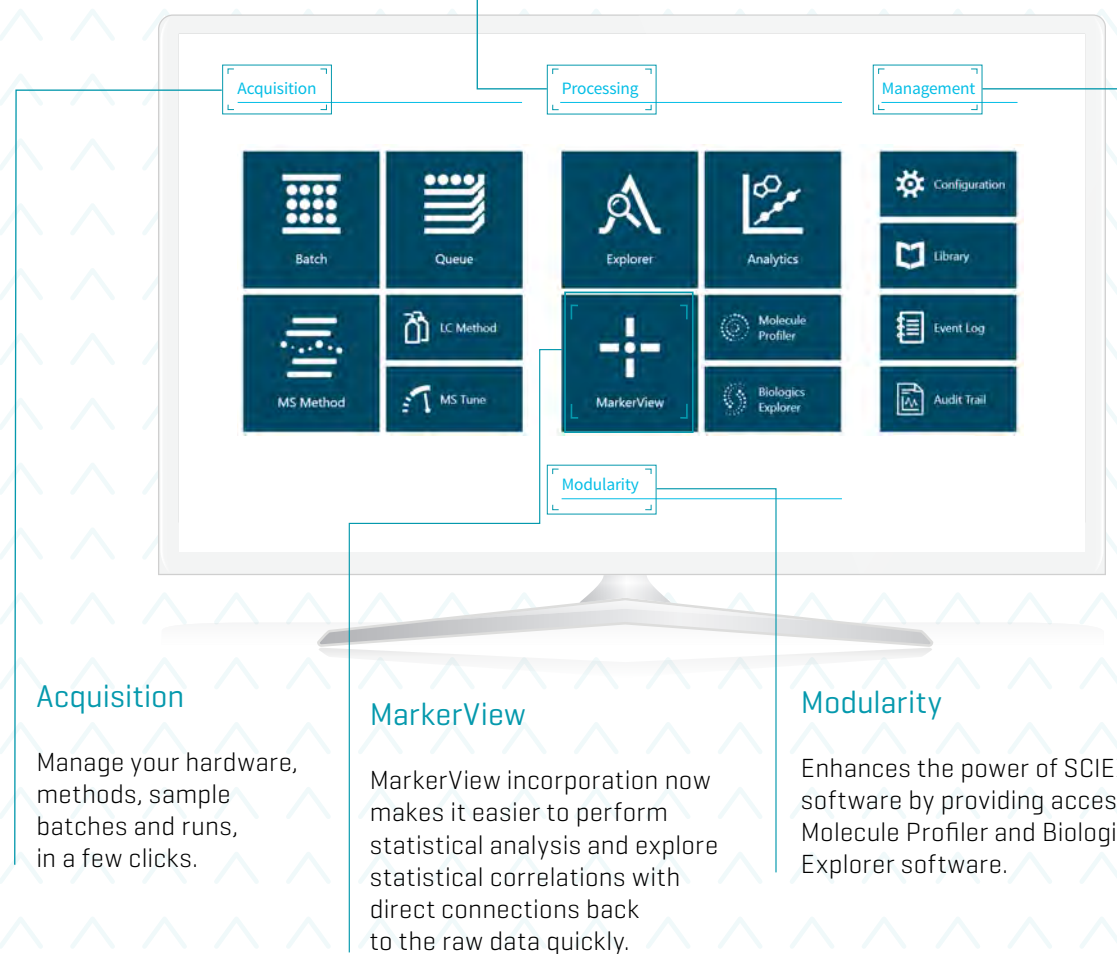 Acquisition
Processing
Management
Batch
Queue
Explorer
Analytics
Configuration
Library
MS Method
LC Method
MS Tune
MarkerView
Molecule
Profiler
Biologics
Explorer
Event Log
Audit Trail
Modularity
Acquisition
Manage your hardware,
methods, sample
batches and runs,
in a few clicks.
MarkerView
MarkerView incorporation now
makes it easier to perform
statistical analysis and explore
statistical correlations with
direct connections back
to the raw data quickly.
Modularity
Enhances the power of SCIE
software by providing acces
Molecule Profiler and Biologi
Explorer software.